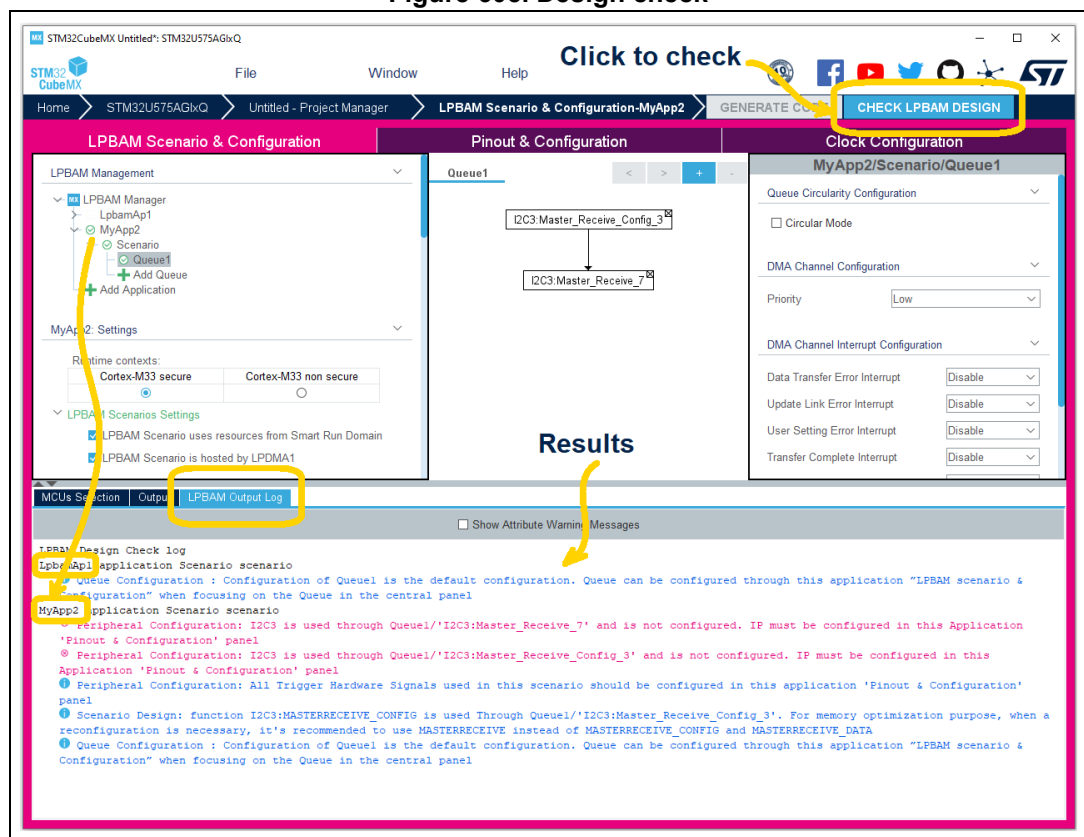 STM32CubeMX Untitled*: STM32U575AGIxQ
Click to check
STM32
CubeMX
File
Window
Help
Home
STM32U575AGIxQ
Untitled - Project Manager
LPBAM Scenario & Configuration-MyApp2
CHECK LPBAM DESIGN
LPBAM Scenario & Configuration
Pinout & Configuration
Clock Configuration
LPBAM Management
LPBAM Manager
LpbamAp1
MyApp2
Scenario
Queue1
Add Queue
Add Application
MyApp2: Settings
Runtime contexts:
Cortex-M33 secure
Cortex-M33 non secure
LPBAM Scenarios Settings
LPBAM Scenario uses resources from Smart Run Domain
LPBAM Scenario is hosted by LPDMA1
Queue1
< > + -
I2C3:Master_Receive_Config_3
I2C3:Master_Receive_7
MyApp2/Scenario/Queue1
Queue Circularity Configuration
Circular Mode
DMA Channel Configuration
Priority Low
DMA Channel Interrupt Configuration
Data Transfer Error Interrupt Disable
Update Link Error Interrupt Disable
User Setting Error Interrupt Disable
Transfer Complete Interrupt Disable
Results
MCUs Selection
Output
LPBAM Output Log
Show Attribute Warning Messages
LPBAM Design Check log
LpbamAp1 application Scenario scenario
Queue Configuration : Configuration of Queue1 is the default configuration. Queue can be configured through this application "LPBAM scenario &
Configuration" when focusing on the Queue in the central panel
MyApp2 application Scenario scenario
Peripheral Configuration: I2C3 is used through Queue1/'I2C3:Master_Receive_7' and is not configured. IP must be configured in this Application
'Pinout & Configuration' panel
Peripheral Configuration: I2C3 is used through Queue1/'I2C3:Master_Receive_Config_3' and is not configured. IP must be configured in this
Application 'Pinout & Configuration' panel
Peripheral Configuration: All Trigger Hardware Signals used in this scenario should be configured in this application 'Pinout & Configuration'
panel
Scenario Design: function I2C3:MASTERRECEIVE_CONFIG is used Through Queue1/'I2C3:Master_Receive_Config_3'. For memory optimization purpose, when a
reconfiguration is necessary, it's recommended to use MASTERRECEIVE instead of MASTERRECEIVE_CONFIG and MASTERRECEIVE_DATA
Queue Configuration : Configuration of Queue1 is the default configuration. Queue can be configured through this application "LPBAM scenario &
Configuration" when focusing on the Queue in the central panel